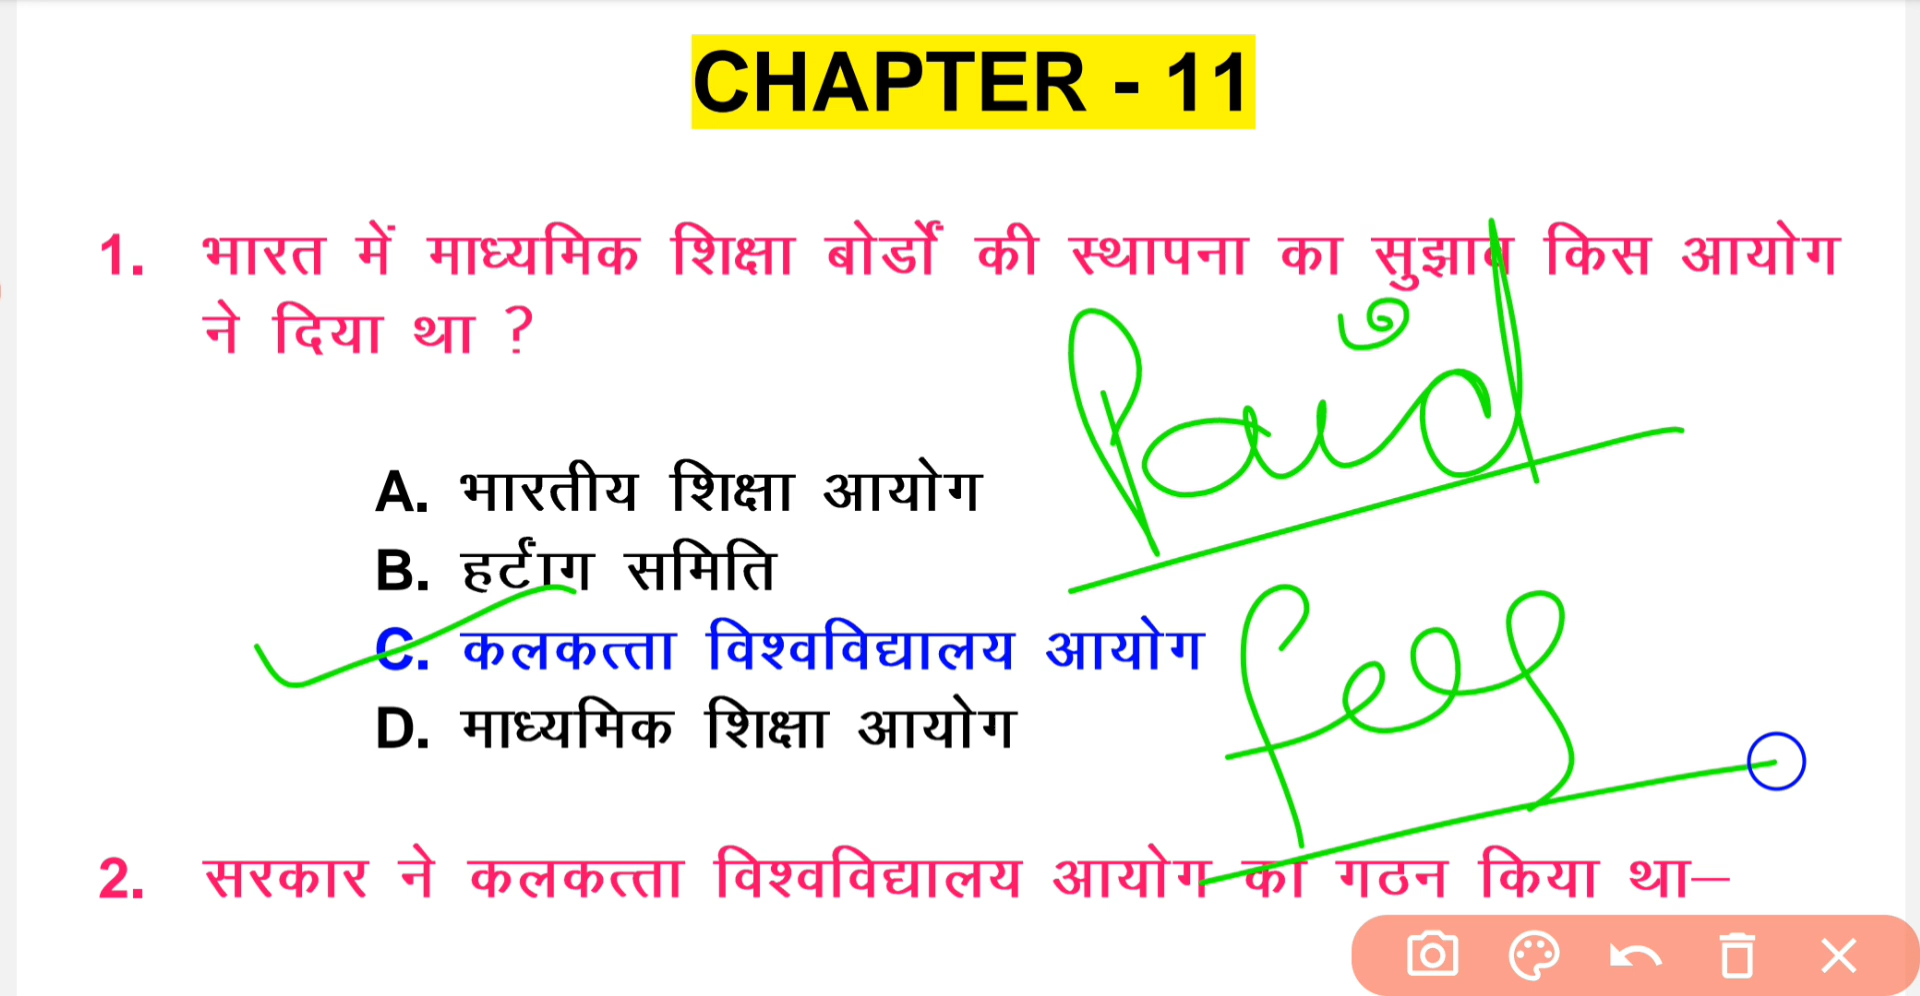 CHAPTER - 11
1. भारत में माध्यमिक शिक्षा बोर्डों की स्थापना का सुझाव किस आयोग
ने दिया था ?
Paid
A. भारतीय शिक्षा आयोग
B. हर्टांग समिति
C. कलकत्ता विश्वविद्यालय आयोग
D. माध्यमिक शिक्षा आयोग
2. सरकार ने कलकत्ता विश्वविद्यालय आयोग का गठन किया था—